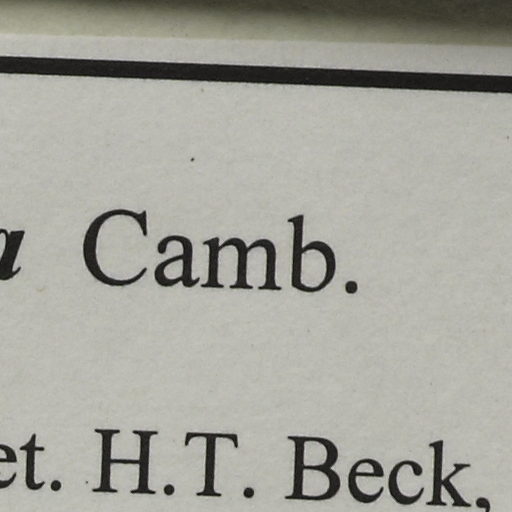 a Camb.
et. H.T. Beck,